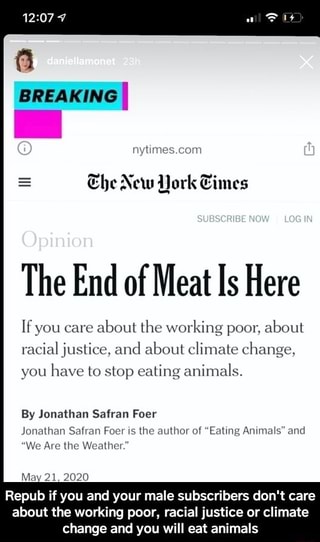 12:07
daniellamonet 23h
BREAKING
nytimes.com
The New York Times
SUBSCRIBE NOW LOG IN
Opinion
The End of Meat Is Here
If you care about the working poor, about
racial justice, and about climate change,
you have to stop eating animals.
By Jonathan Safran Foer
Jonathan Safran Foer is the author of "Eating Animals" and
"We Are the Weather."
May 21, 2020
Repub if you and your male subscribers don't care
about the working poor, racial justice or climate
change and you will eat animals